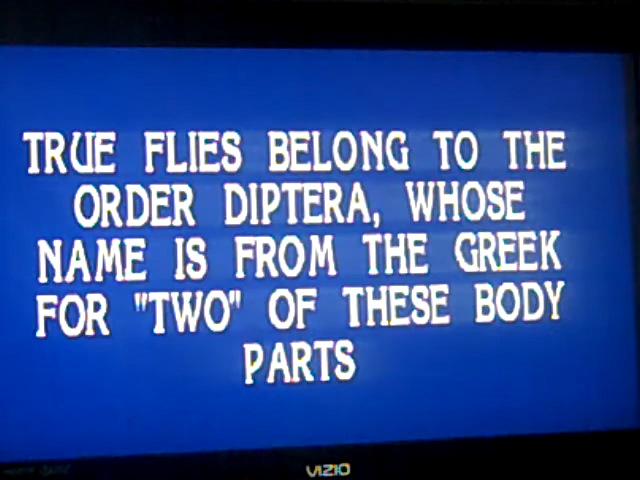 TRUE FLIES BELONG TO THE
ORDER DIPTERA, WHOSE
NAME IS FROM THE GREEK
FOR "TWO" OF THESE BODY
PARTS
VIZIO